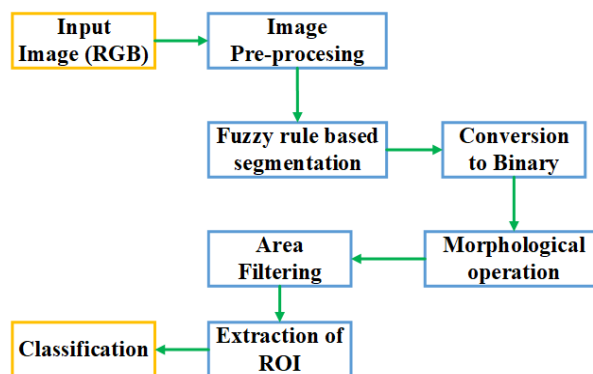 Input
Image (RGB)
Image
Pre-procesing
Fuzzy rule based
segmentation
Conversion
to Binary
Morphological
operation
Area
Filtering
Extraction of
ROI
Classification